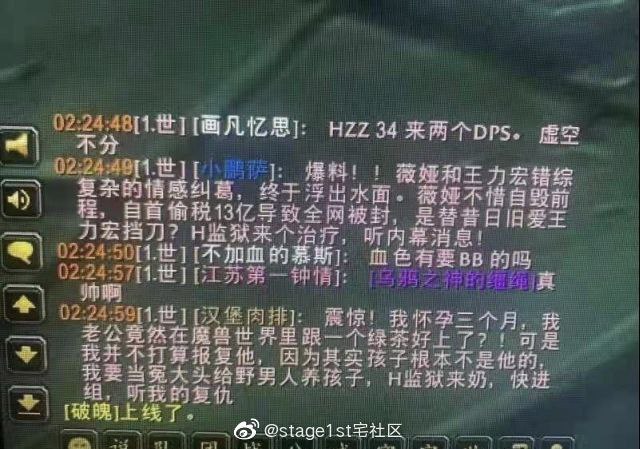 02:24:48[1.世] [画凡忆思]： HZZ 34 来两个DPS。 虚空
不分
02:24:49[1.世] [小鹏萨]： 爆料！！薇娅和王力宏错综
复杂的情感纠葛，终于浮出水面。薇娅不惜自毁前
程，自首偷税13亿导致全网被封，是替昔日旧爱王
力宏挡刀？H监狱来个治疗，听内幕消息！
02:24:50[1.世] [不加血的慕斯]： 血色有要BB的吗
02:24:57[1.世] [江苏第一钟情]： [乌鸦之神的缰绳]真
帅啊
02:24:59[1.世] [汉堡肉排]： 震惊！我怀孕三个月，我
老公竟然在魔兽世界里跟一个绿茶好上了？！可是
我并不打算报复他，因为其实孩子根本不是他的，
我要当冤大头给野男人养孩子，H监狱来奶，快进
组，听我的复仇
[破魄]上线了。
@stage1st宅社区